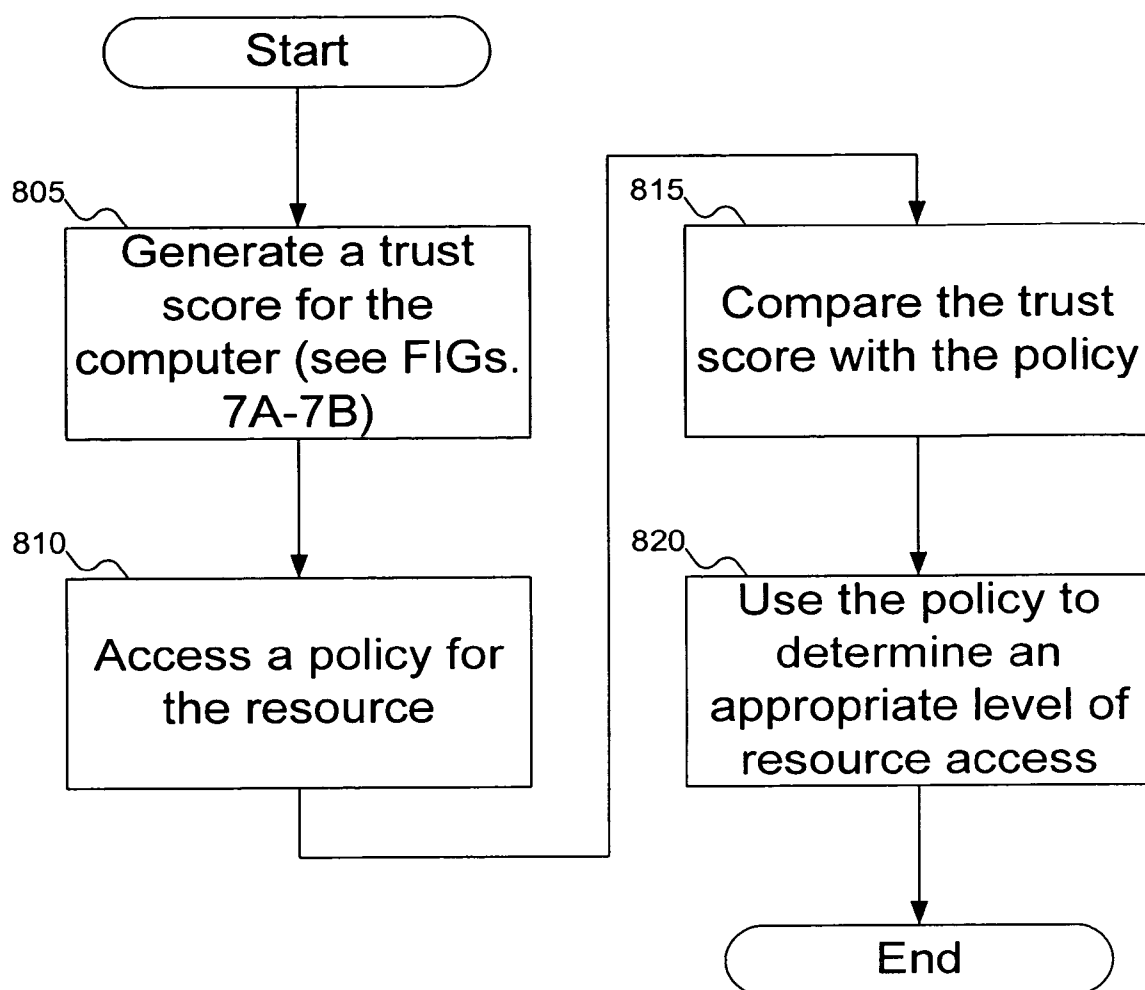 Start
805
Generate a trust
score for the
computer (see FIGs.
7A-7B)
810
Access a policy for
the resource
815
Compare the trust
score with the policy
820
Use the policy to
determine an
appropriate level of
resource access
End